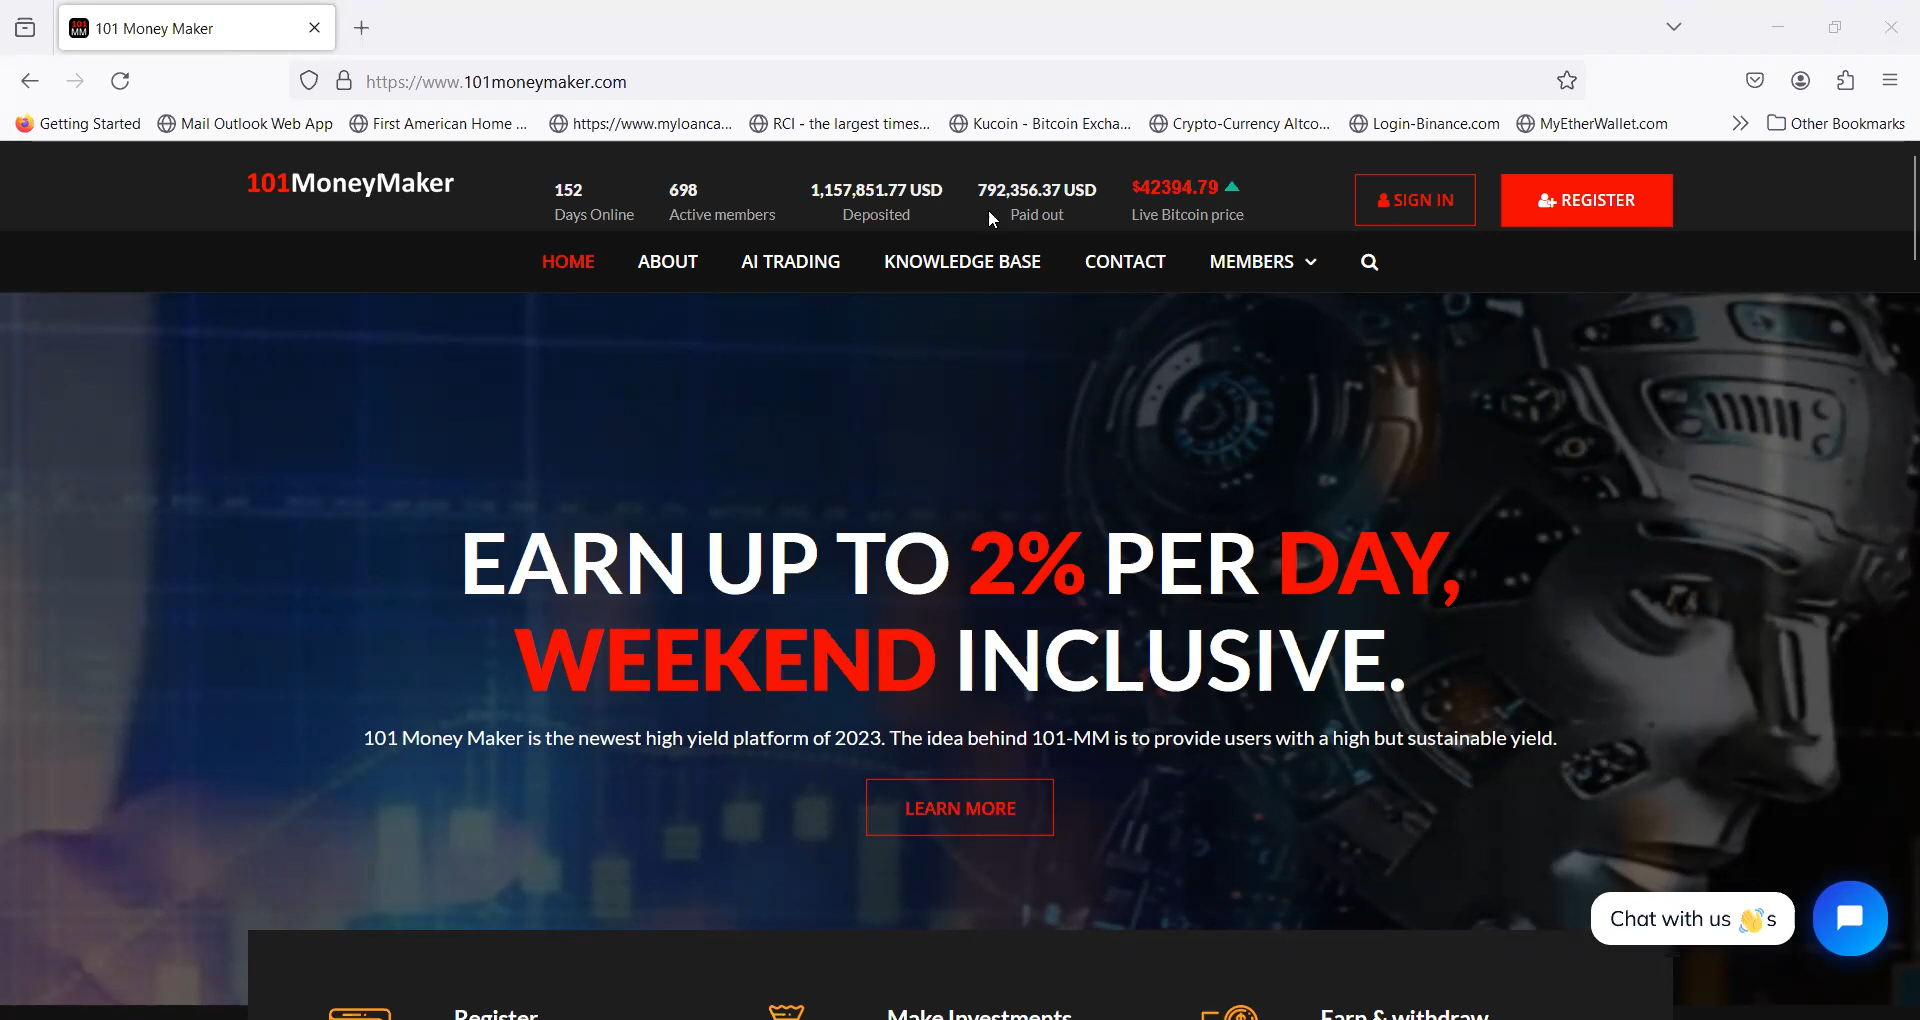 101 Money Maker
https://www.101moneymaker.com
Getting Started Mail Outlook Web App First American Home ... https://www.myloanca... RCI - the largest times... Kucoin - Bitcoin Excha... Crypto-Currency Altco... Login-Binance.com MyEtherWallet.com Other Bookmarks
101MoneyMaker
152 698 1,157,851.77 USD 792,356.37 USD $42394.79
Days Online Active members Deposited Paid out Live Bitcoin price
SIGN IN REGISTER
HOME ABOUT AI TRADING KNOWLEDGE BASE CONTACT MEMBERS
EARN UP TO 2% PER DAY,
WEEKEND INCLUSIVE.
101 Money Maker is the newest high yield platform of 2023. The idea behind 101-MM is to provide users with a high but sustainable yield.
LEARN MORE
Chat with us 👋s
Register Make Investments Earn & withdraw